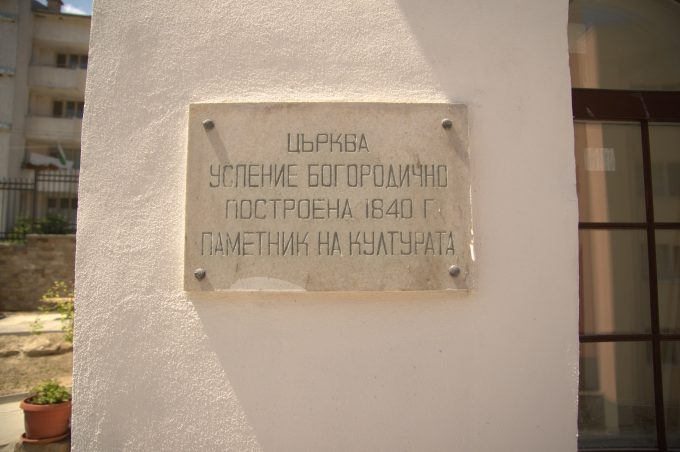 ЦЪРКВА
УСПЕНИЕ БОГОРОДИЧНО
ПОСТРОЕНА 1840 Г.
ПАМЕТНИК НА КУЛТУРАТА